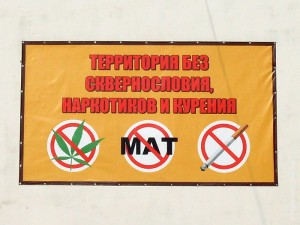 ТЕРРИТОРИЯ БЕЗ
СКВЕРНОСЛОВИЯ,
НАРКОТИКОВ И КУРЕНИЯ
МАТ